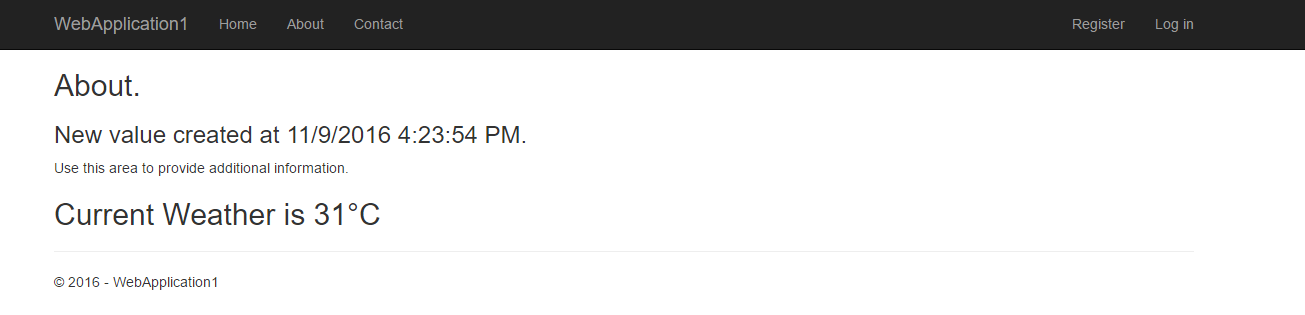 WebApplication1 Home About Contact Register Log in
About.
New value created at 11/9/2016 4:23:54 PM.
Use this area to provide additional information.
Current Weather is 31°C
© 2016 - WebApplication1